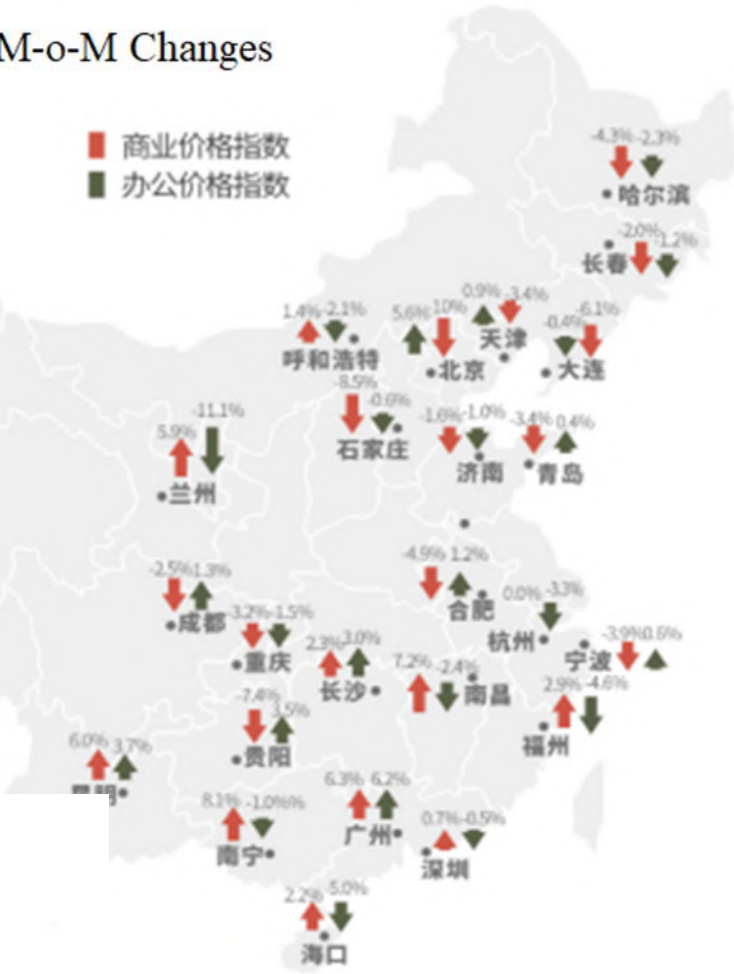 M-o-M Changes
商业价格指数
办公价格指数
-4.3% -2.3%
哈尔滨
-2.0% -1.2%
长春
0.9% -3.4%
天津
1.4% -2.1%
呼和浩特
5.6% 10%
北京
-0.4% -6.1%
大连
-8.5% -0.6%
石家庄
-1.6% -1.0%
济南
-3.4% 0.4%
青岛
5.9% -11.1%
兰州
-4.9% 1.2%
合肥
0.0% -3.3%
杭州
-2.5% 1.3%
成都
-3.2% -1.5%
重庆
2.3% 3.0%
长沙
7.2% -2.4%
南昌
-3.9% 0.6%
宁波
2.9% -4.6%
福州
-7.4% 3.5%
贵阳
6.0% 3.7%
8.1% -1.0%%
南宁
6.3% 6.2%
广州
0.7% -0.5%
深圳
2.2% -5.0%
海口